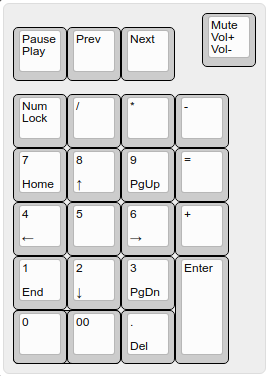 Pause
Play
Prev
Next
Mute
Vol+
Vol-
Num
Lock
/
*
-
7
Home
8
↑
9
PgUp
=
4
←
5
6
→
+
1
End
2
↓
3
PgDn
Enter
0
00
.
Del